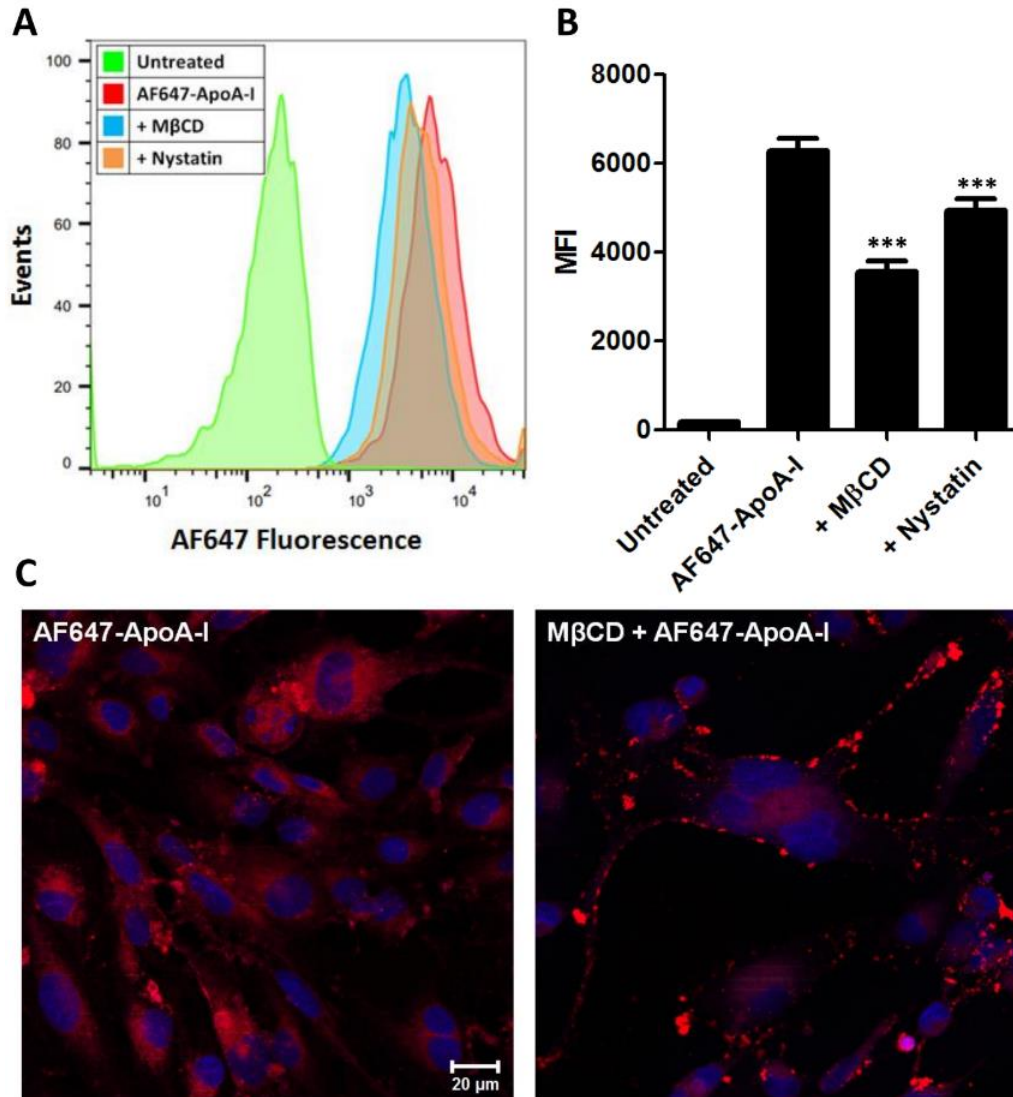 A
B
Untreated
AF647-ApoA-I
+ MβCD
+ Nystatin
100
80
60
40
20
0
Events
10¹
10²
10³
10⁴
AF647 Fluorescence
8000
6000
4000
2000
0
MFI
***
***
Untreated
AF647-ApoA-I
+ MβCD
+ Nystatin
C
AF647-ApoA-I
MβCD + AF647-ApoA-I
20 µm